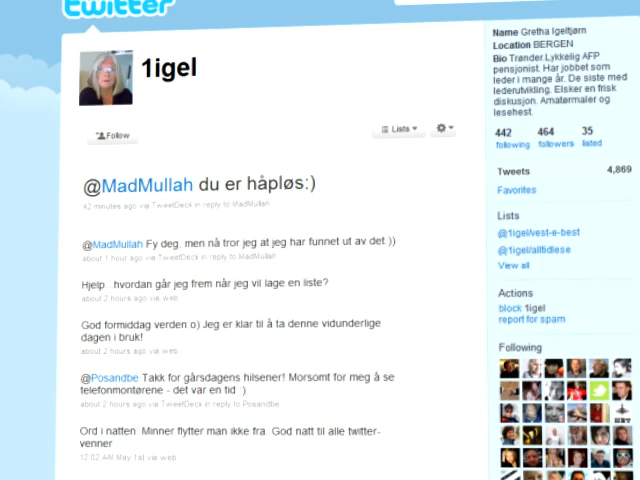 twitter
1igel
Follow
Lists
@MadMullah du er håpløs:)
42 minutes ago via TweetDeck in reply to MadMullah
@MadMullah Fy deg, men nå tror jeg at jeg har funnet ut av det:))
about 1 hour ago via TweetDeck in reply to MadMullah
Hjelp...hvordan går jeg frem når jeg vil lage en liste?
about 2 hours ago via web
God formiddag verden o) Jeg er klar til å ta denne vidunderlige
dagen i bruk!
about 2 hours ago via web
@Posandbe Takk for gårsdagens hilsener! Morsomt for meg å se
telefonmontørene - det var en tid :)
about 2 hours ago via TweetDeck in reply to Posandbe
Ord i natten: Minner flytter man ikke fra. God natt til alle twitter-
venner
12:02 AM May 1st via web
Name Gretha Igeltjørn
Location BERGEN
Bio Trønder.Lykkelig AFP
pensjonist. Har jobbet som
leder i mange år. De siste med
lederutvikling. Elsker en frisk
diskusjon. Amatørmaler og
lesehest.
442 464 35
following followers listed
Tweets 4,869
Favorites
Lists
@1igel/vest-e-best
@1igel/alltidlese
View all
Actions
block 1igel
report for spam
Following